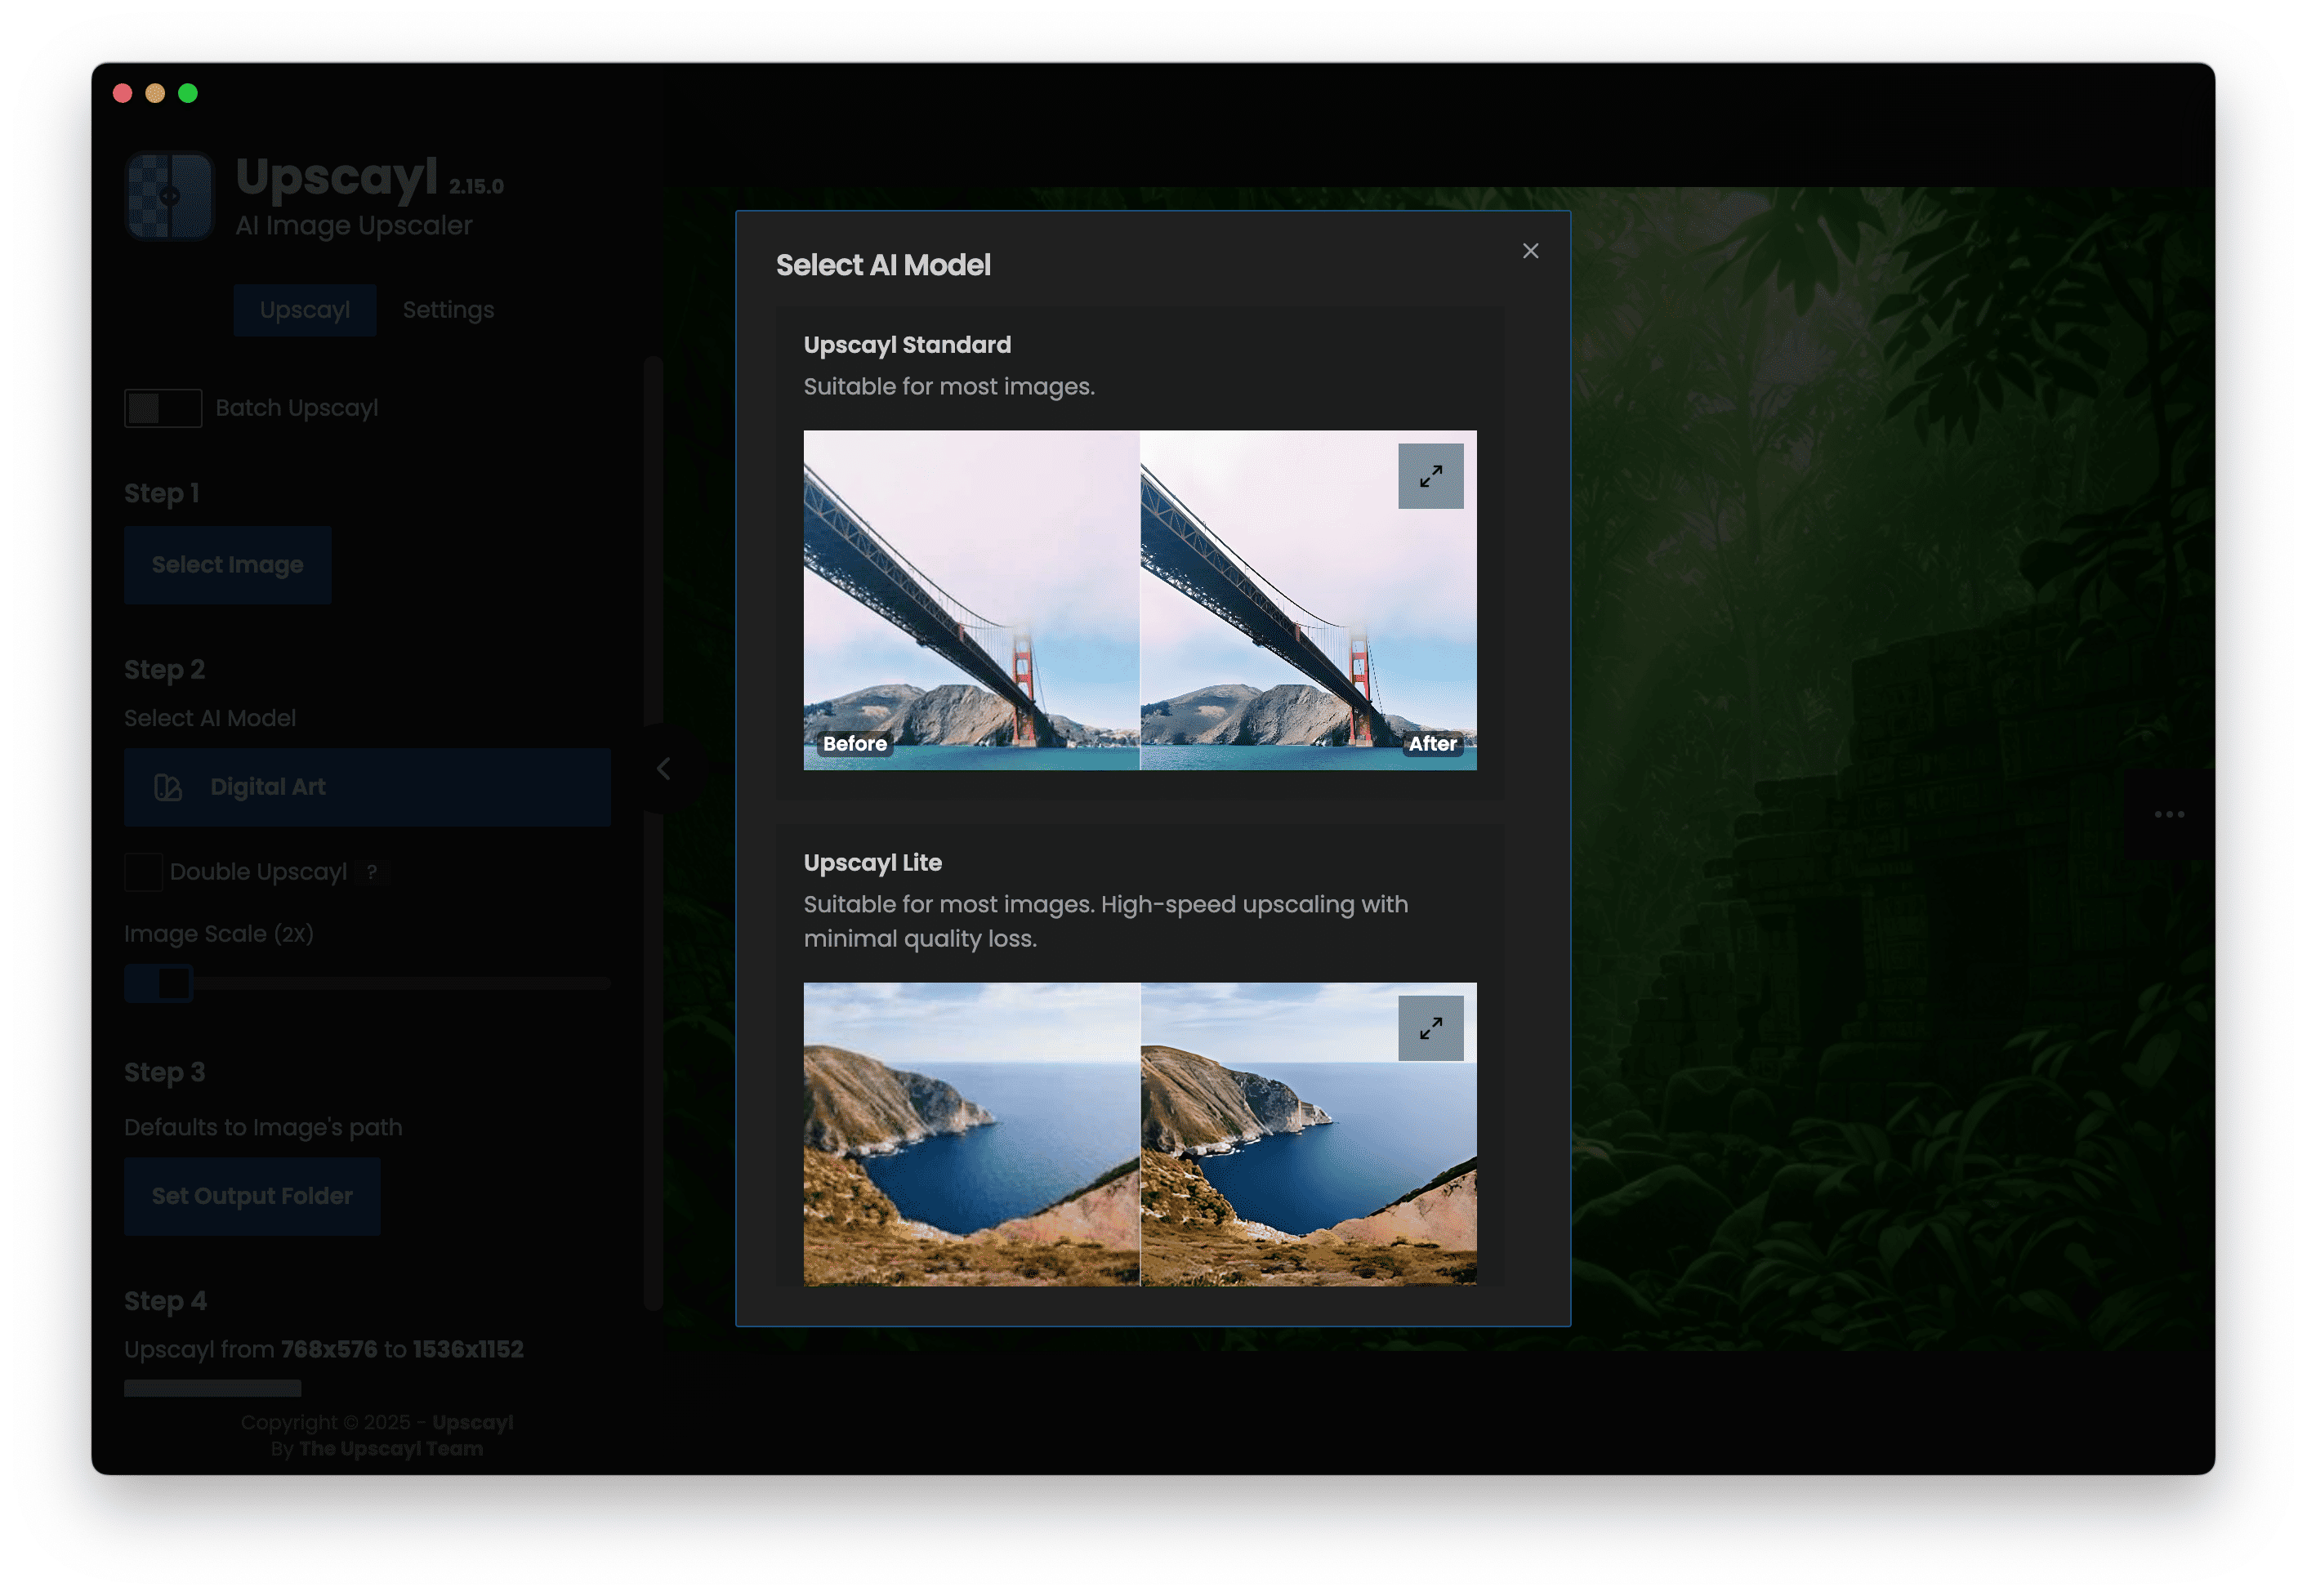 Upscayl 2.15.0
AI Image Upscaler
Upscayl Settings
Batch Upscayl
Step 1
Select Image
Step 2
Select AI Model
Digital Art
Double Upscayl ?
Image Scale (2X)
Step 3
Defaults to Image's path
Set Output Folder
Step 4
Upscayl from 768x576 to 1536x1152
Copyright © 2025 - Upscayl
By The Upscayl Team
Select AI Model
Upscayl Standard
Suitable for most images.
Before After
Upscayl Lite
Suitable for most images. High-speed upscaling with
minimal quality loss.